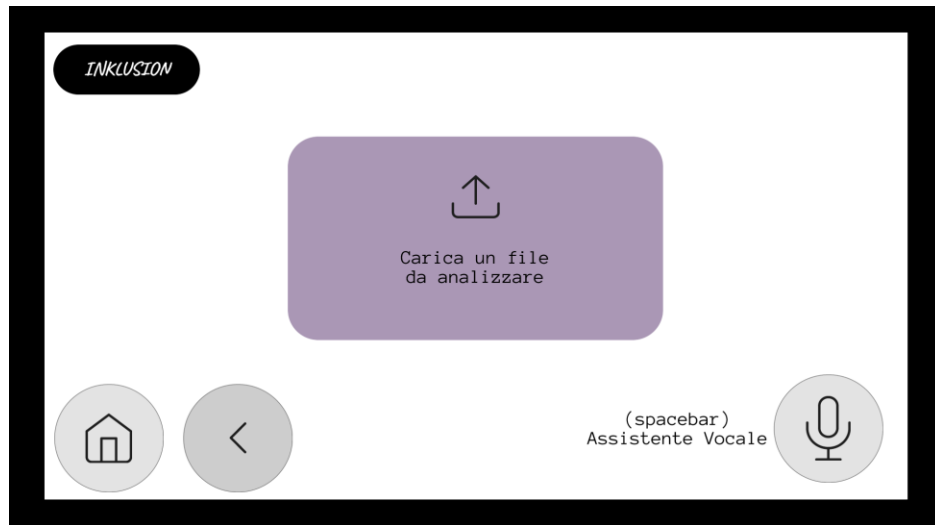 INKLUSION
Carica un file
da analizzare
(spacebar)
Assistente Vocale